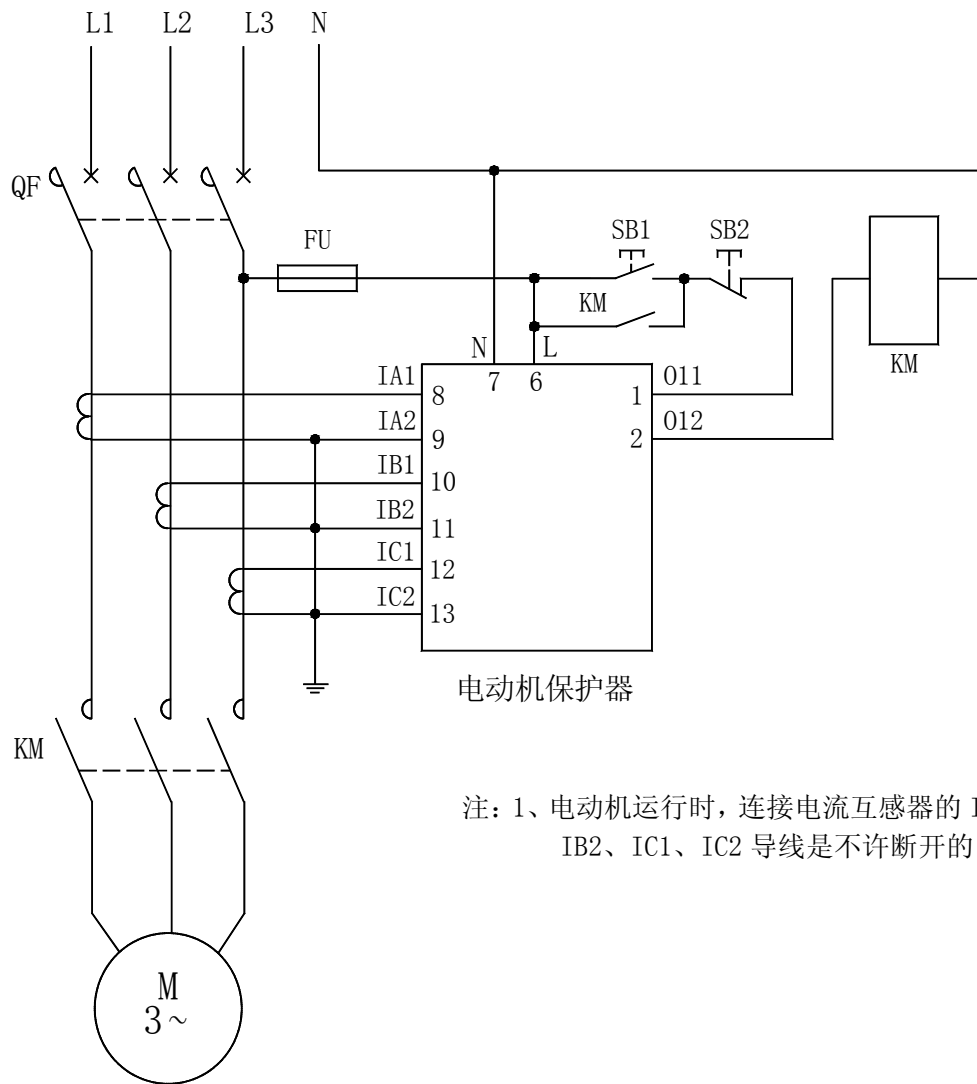 L1 L2 L3 N
QF
FU
SB1 SB2
KM
KM
N L
7 6
IA1 8
IA2 9
IB1 10
IB2 11
IC1 12
IC2 13
1 O11
2 O12
电动机保护器
KM
注: 1、电动机运行时, 连接电流互感器的 I
IB2、IC1、IC2 导线是不许断开的
M
3~